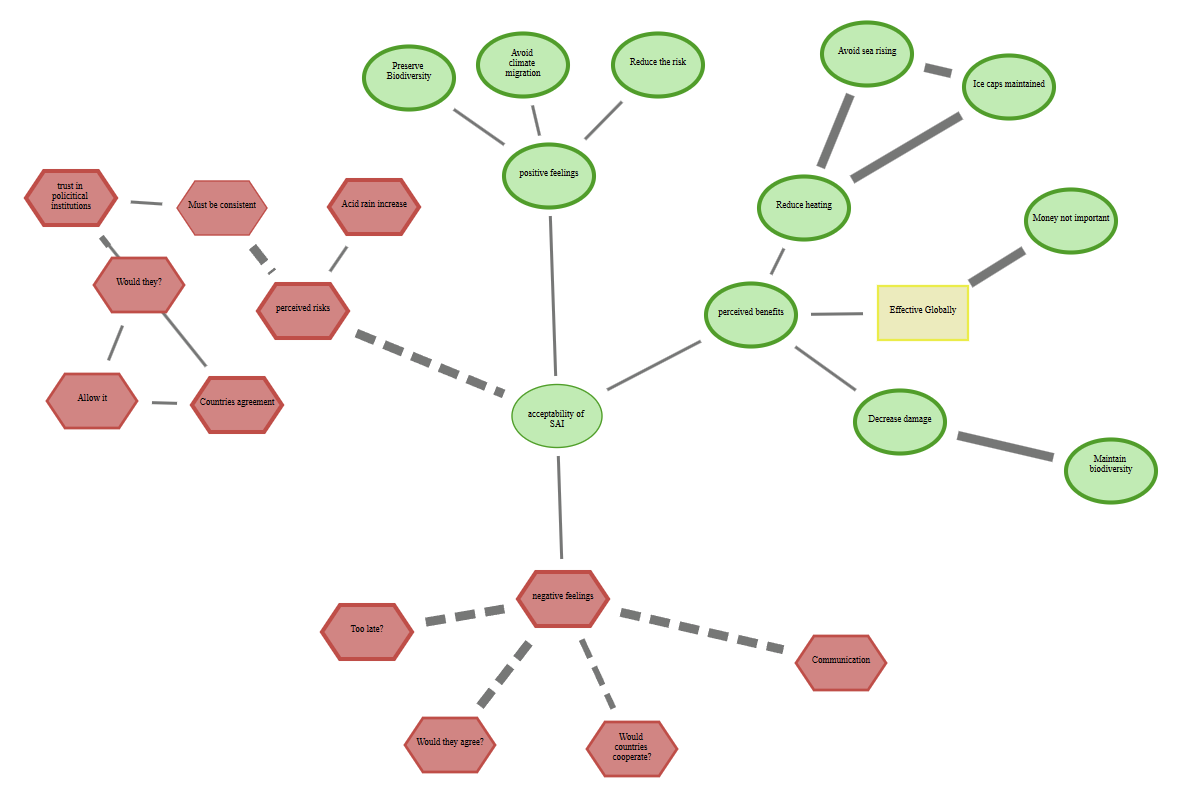 Avoid sea rising
Preserve
Biodiversity
Avoid
climate
migration
Reduce the risk
Ice caps maintained
positive feelings
trust in
policitical
institutions
Must be consistent
Acid rain increase
Reduce heating
Money not important
Would they?
perceived risks
perceived benefits
Effective Globally
Allow it
Countries agreement
acceptability of
SAI
Decrease damage
Maintain
biodiversity
negative feelings
Too late?
Communication
Would they agree?
Would
countries
cooperate?